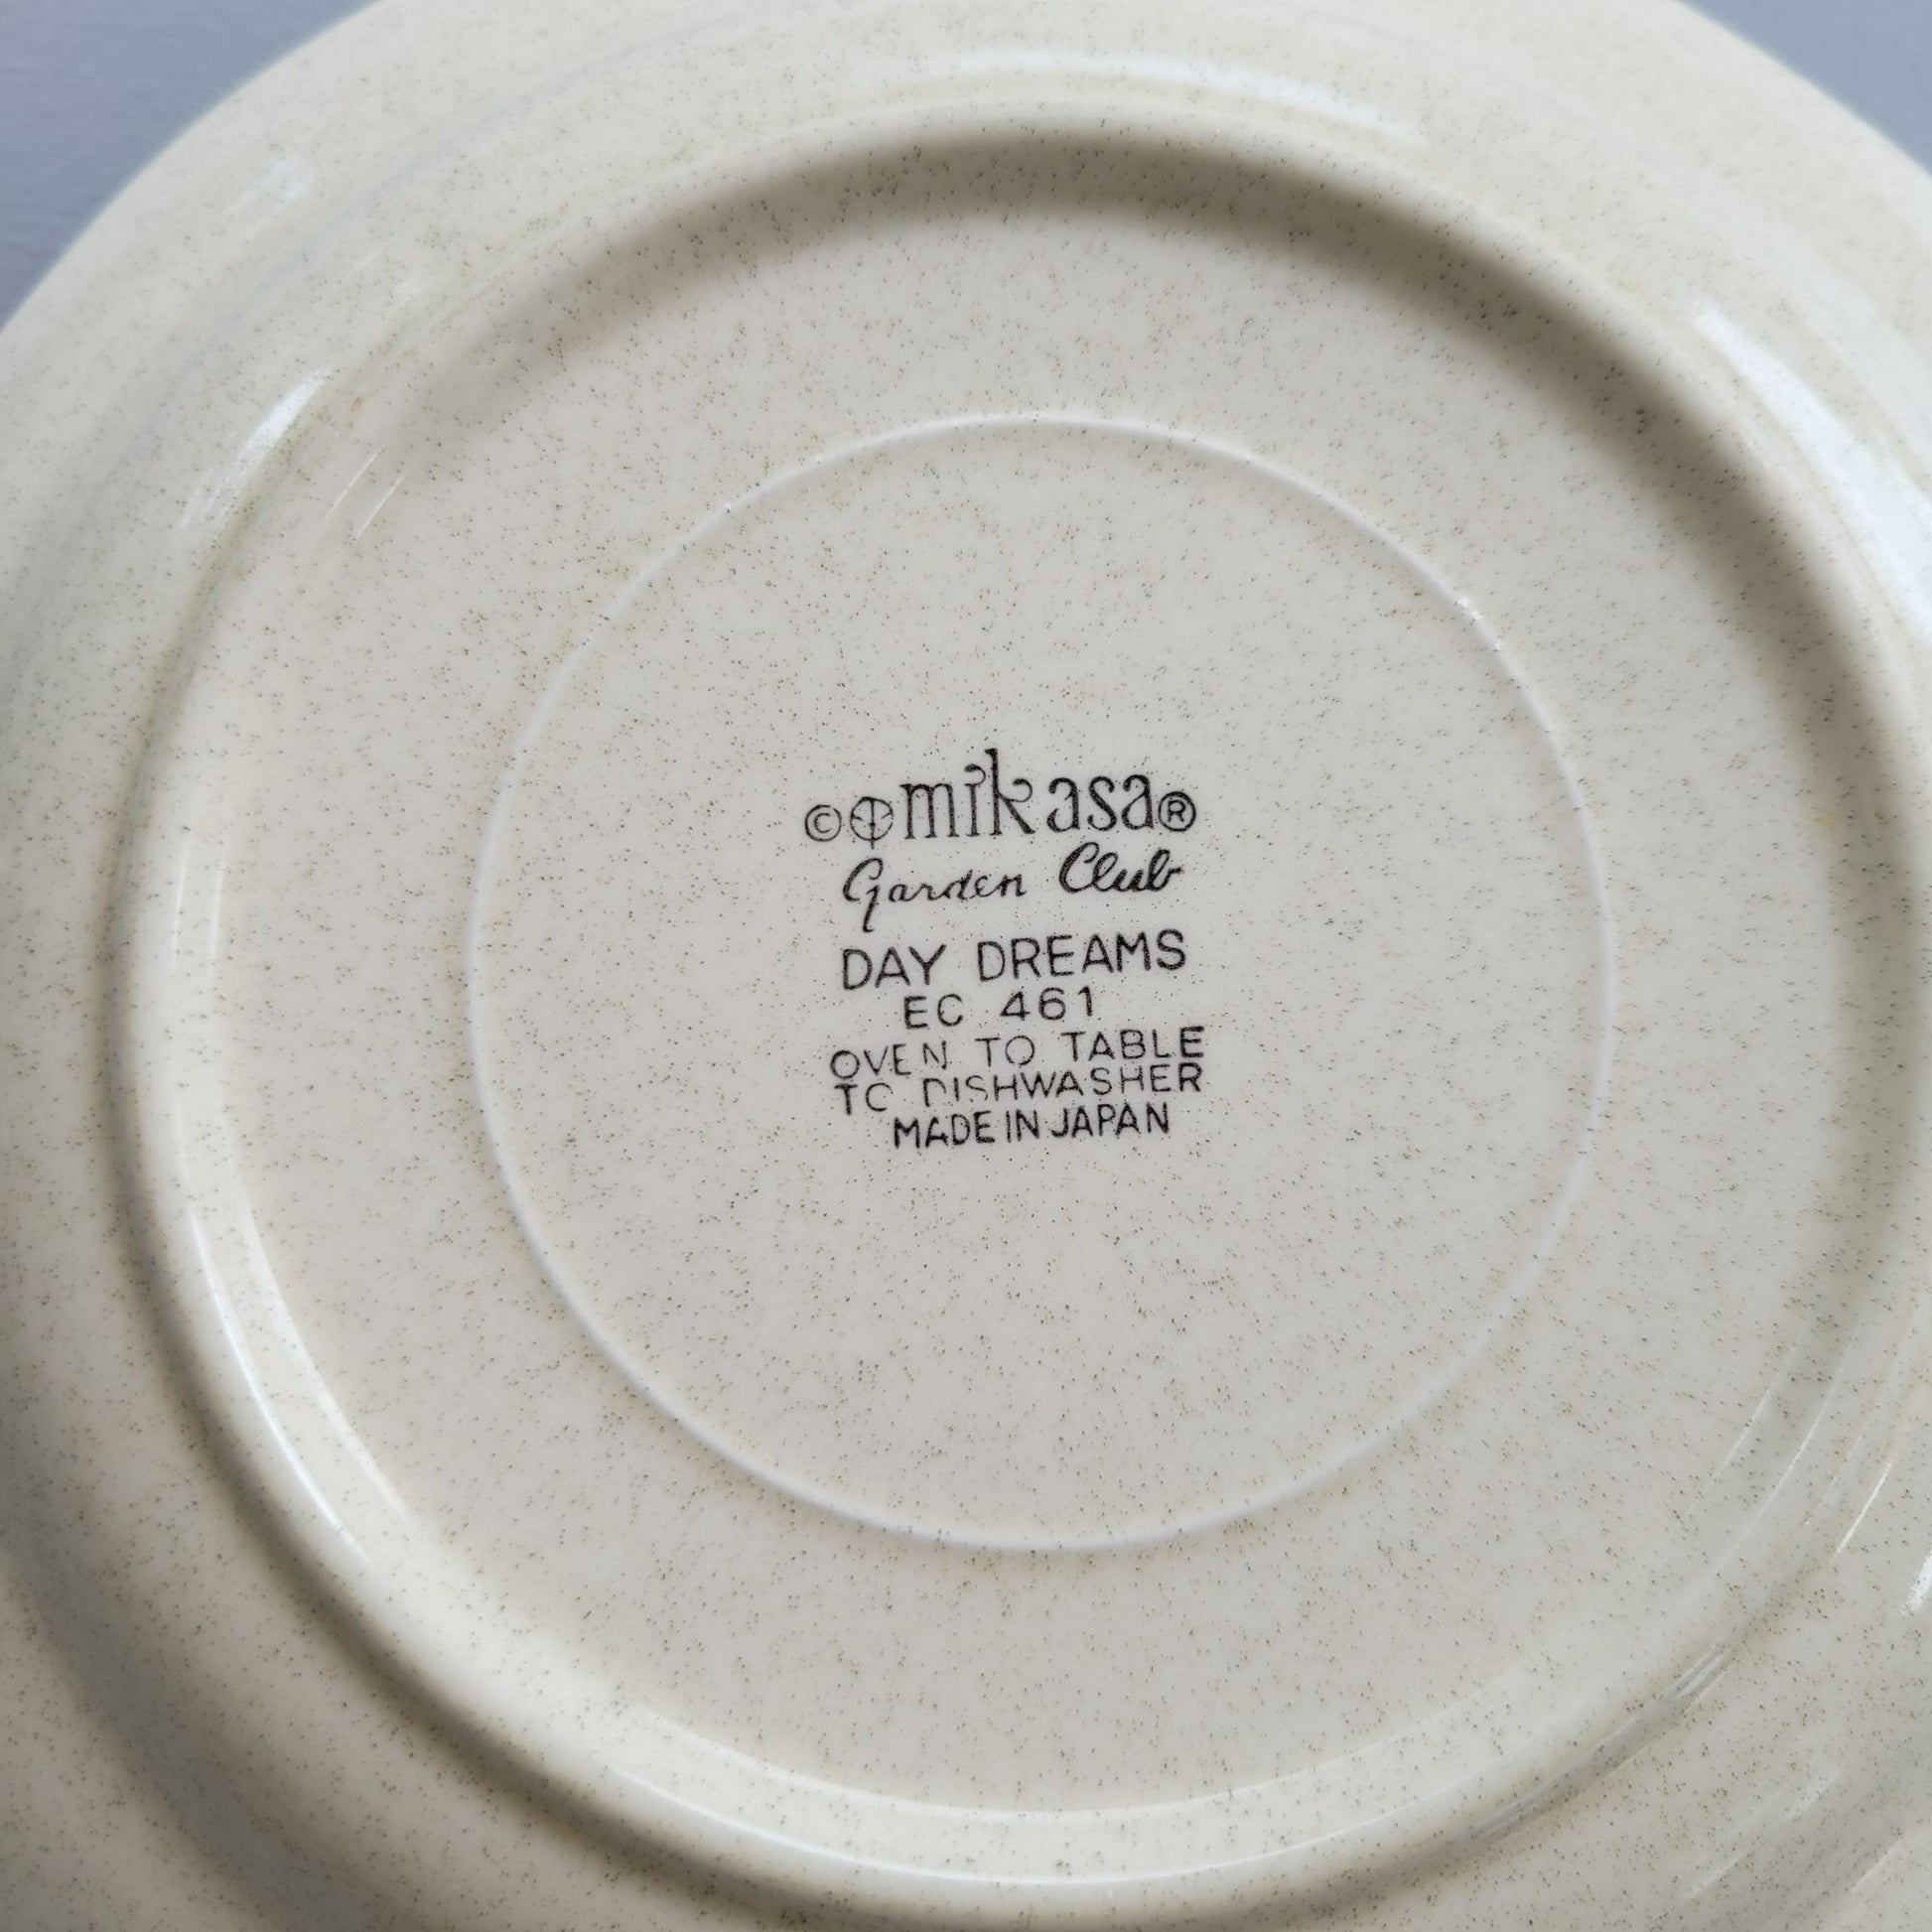 © mikasa®
Garden Club
DAY DREAMS
EC 461
OVEN TO TABLE
TO DISHWASHER
MADE IN JAPAN